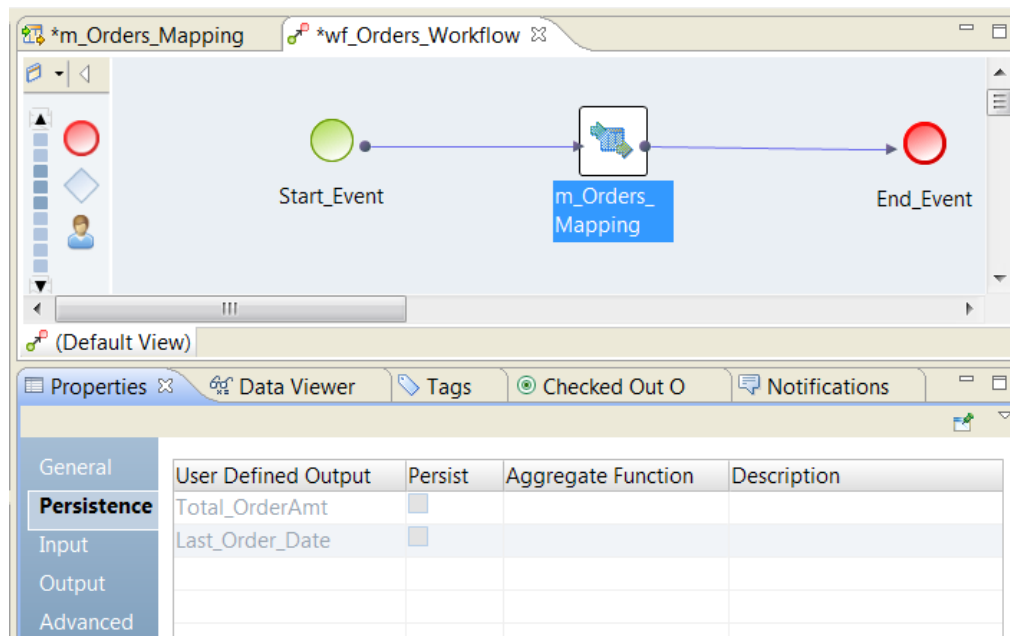 *m_Orders_Mapping
*wf_Orders_Workflow
Start_Event
m_Orders_
Mapping
End_Event
(Default View)
Properties
Data Viewer
Tags
Checked Out O
Notifications
General
Persistence
Input
Output
Advanced
User Defined Output Persist Aggregate Function Description
Total_OrderAmt
Last_Order_Date